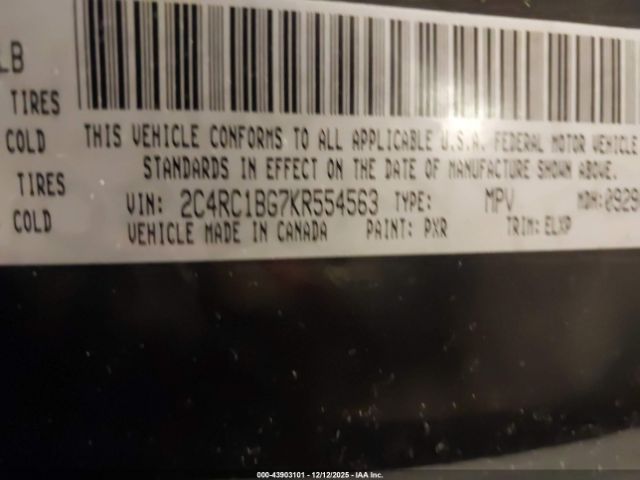 LB
TIRES
COLD
TIRES
COLD
THIS VEHICLE CONFORMS TO ALL APPLICABLE U.S.A. FEDERAL MOTOR VEHICLE
STANDARDS IN EFFECT ON THE DATE OF MANUFACTURE SHOWN ABOVE.
VIN: 2C4RC1BG7KR554563 TYPE: MPV MDH: 0929
VEHICLE MADE IN CANADA PAINT: PXR TRIM: ELXP
000-43903101 - 12/12/2025 - IAA Inc.